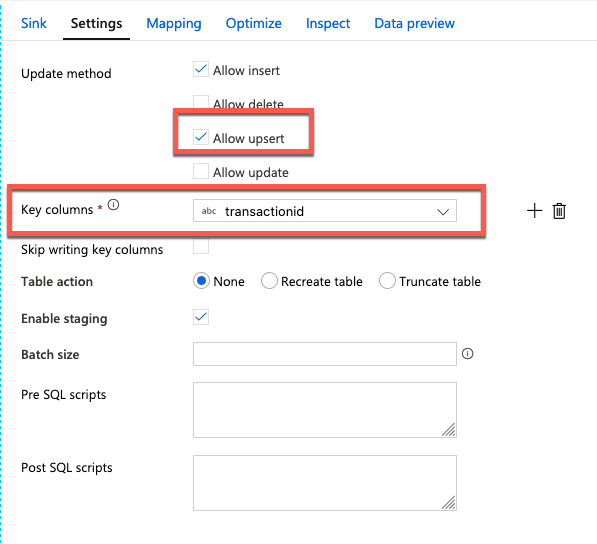 Sink Settings Mapping Optimize Inspect Data preview
Update method Allow insert
Allow delete
Allow upsert
Allow update
Key columns * abc transactionid
Skip writing key columns
Table action None Recreate table Truncate table
Enable staging
Batch size
Pre SQL scripts
Post SQL scripts